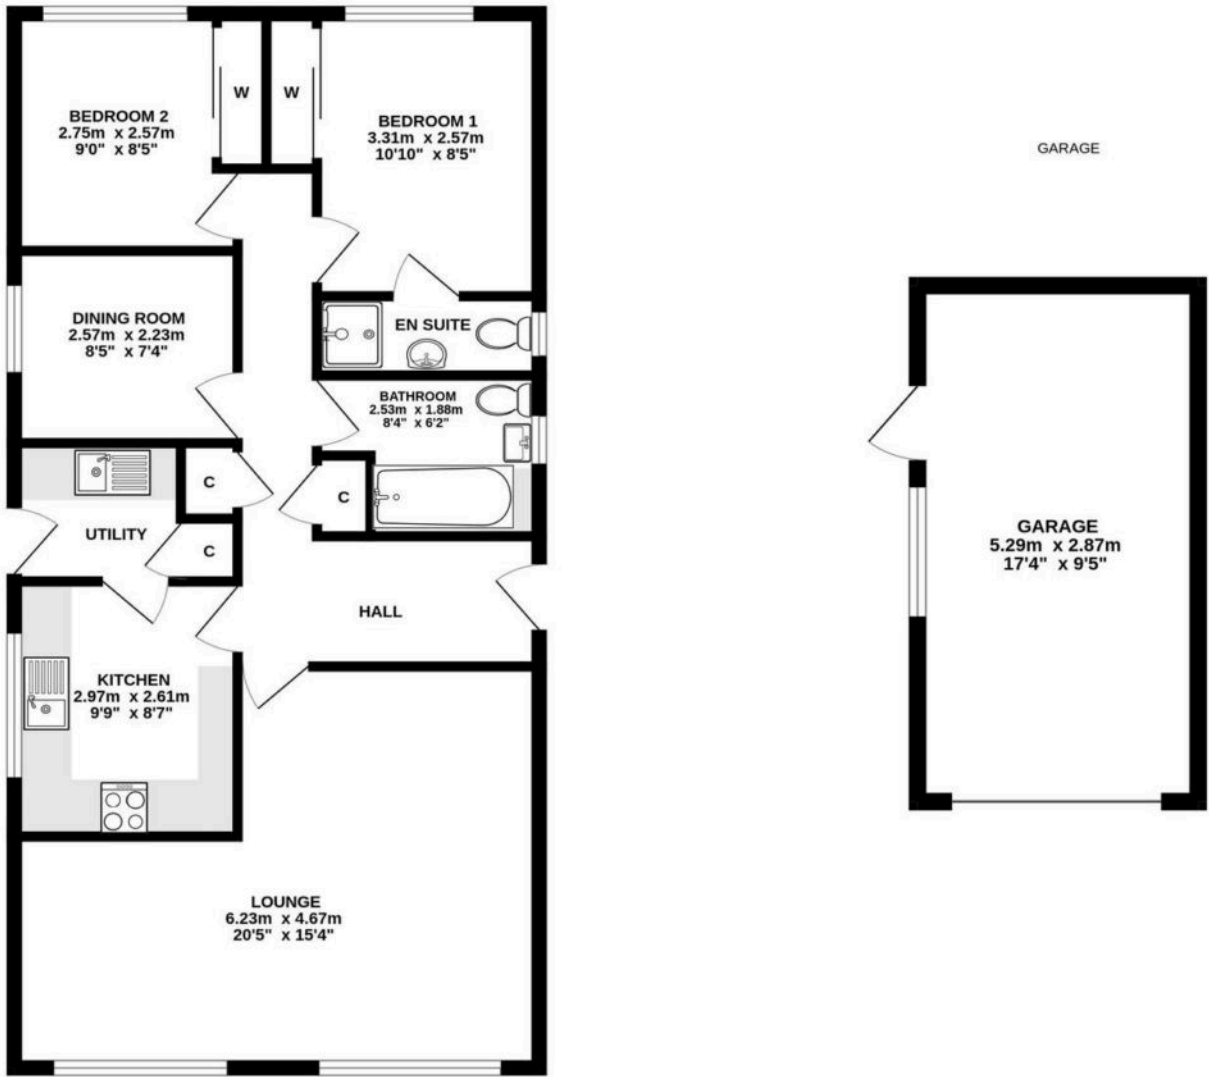 BEDROOM 2
2.75m x 2.57m
9'0" x 8'5"
W
W
BEDROOM 1
3.31m x 2.57m
10'10" x 8'5"
DINING ROOM
2.57m x 2.23m
8'5" x 7'4"
EN SUITE
BATHROOM
2.53m x 1.88m
8'4" x 6'2"
C
C
UTILITY
C
HALL
KITCHEN
2.97m x 2.61m
9'9" x 8'7"
LOUNGE
6.23m x 4.67m
20'5" x 15'4"
GARAGE
GARAGE
5.29m x 2.87m
17'4" x 9'5"